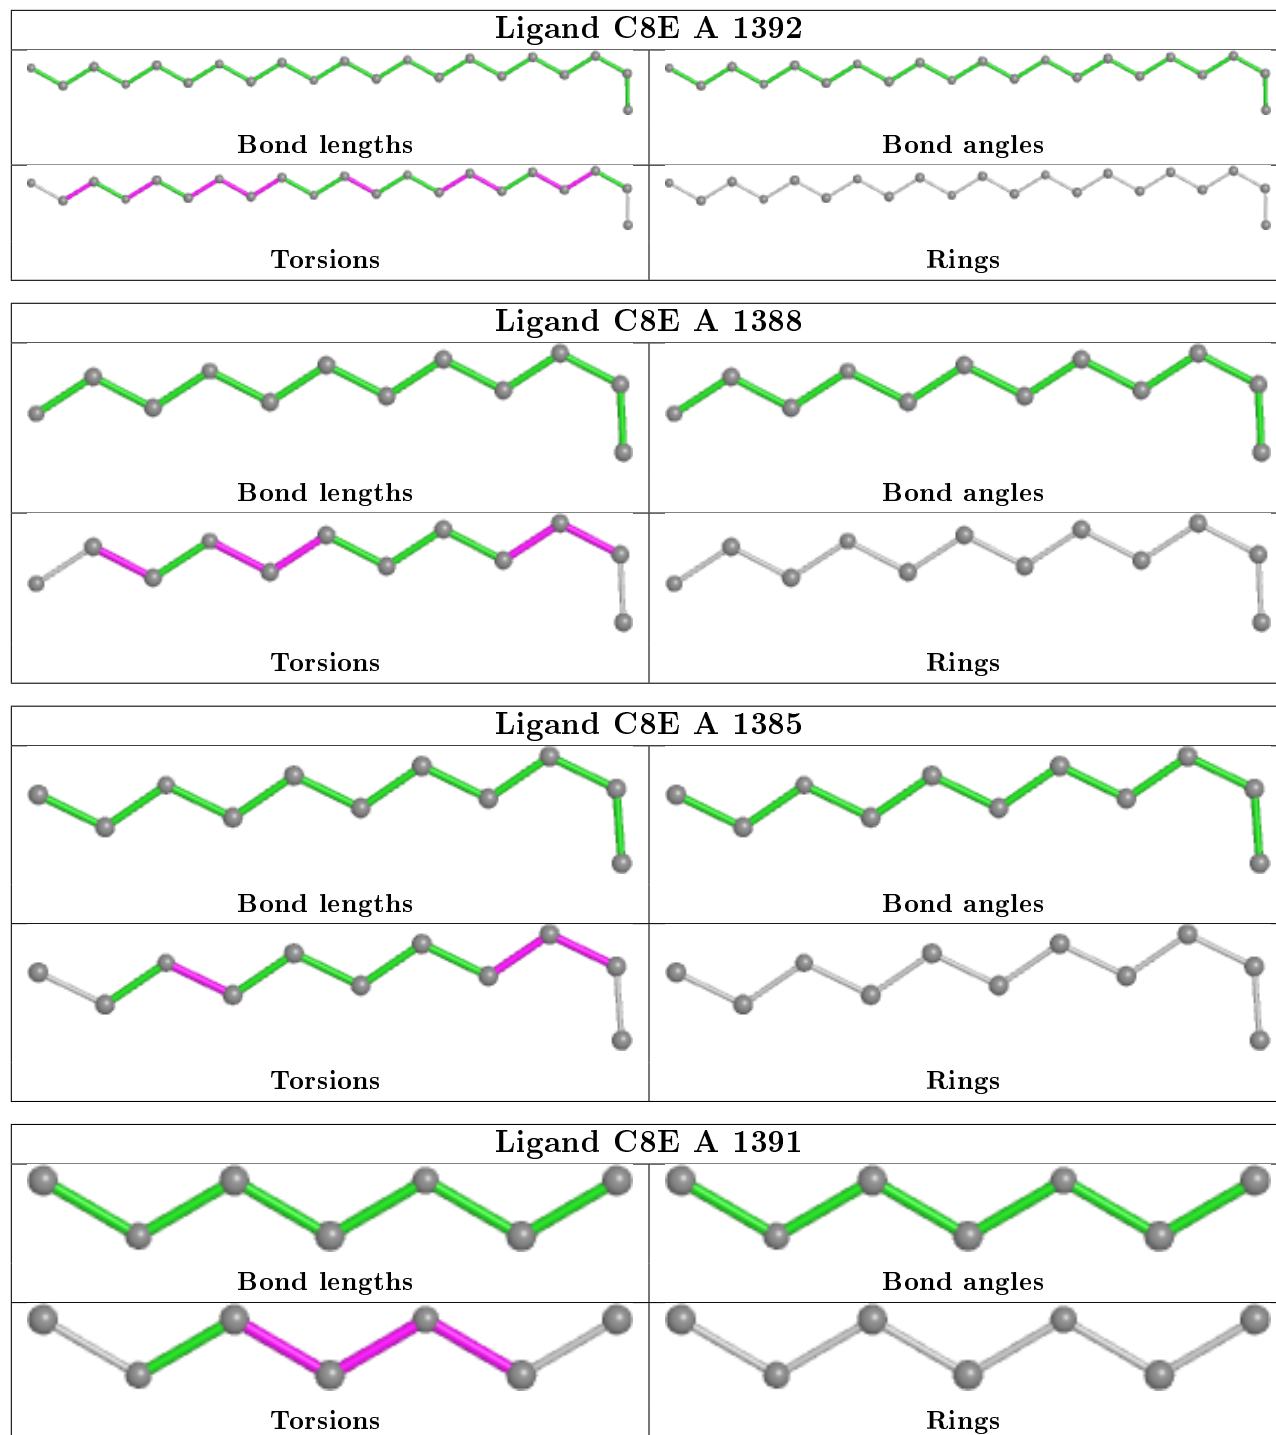 Ligand C8E A 1392
Bond lengths Bond angles
Torsions Rings
Ligand C8E A 1388
Bond lengths Bond angles
Torsions Rings
Ligand C8E A 1385
Bond lengths Bond angles
Torsions Rings
Ligand C8E A 1391
Bond lengths Bond angles
Torsions Rings